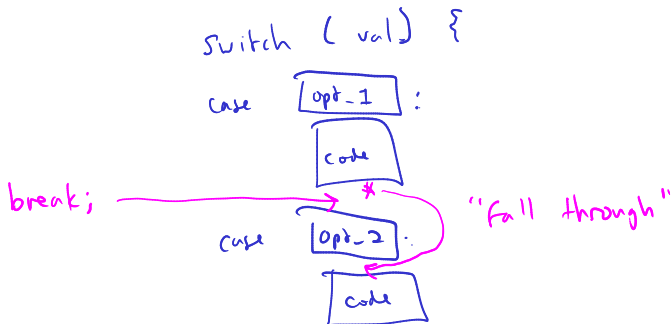 switch ( val) {
case opt_1 :
code
*
break; "Fall through"
case opt_2 :
code